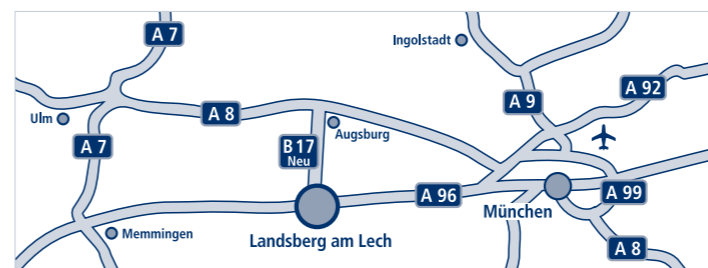 A 7
Ingolstadt
A 92
A 9
Ulm
A 8
Augsburg
A 7
B 17
Neu
A 96
A 99
München
Memmingen
Landsberg am Lech
A 8